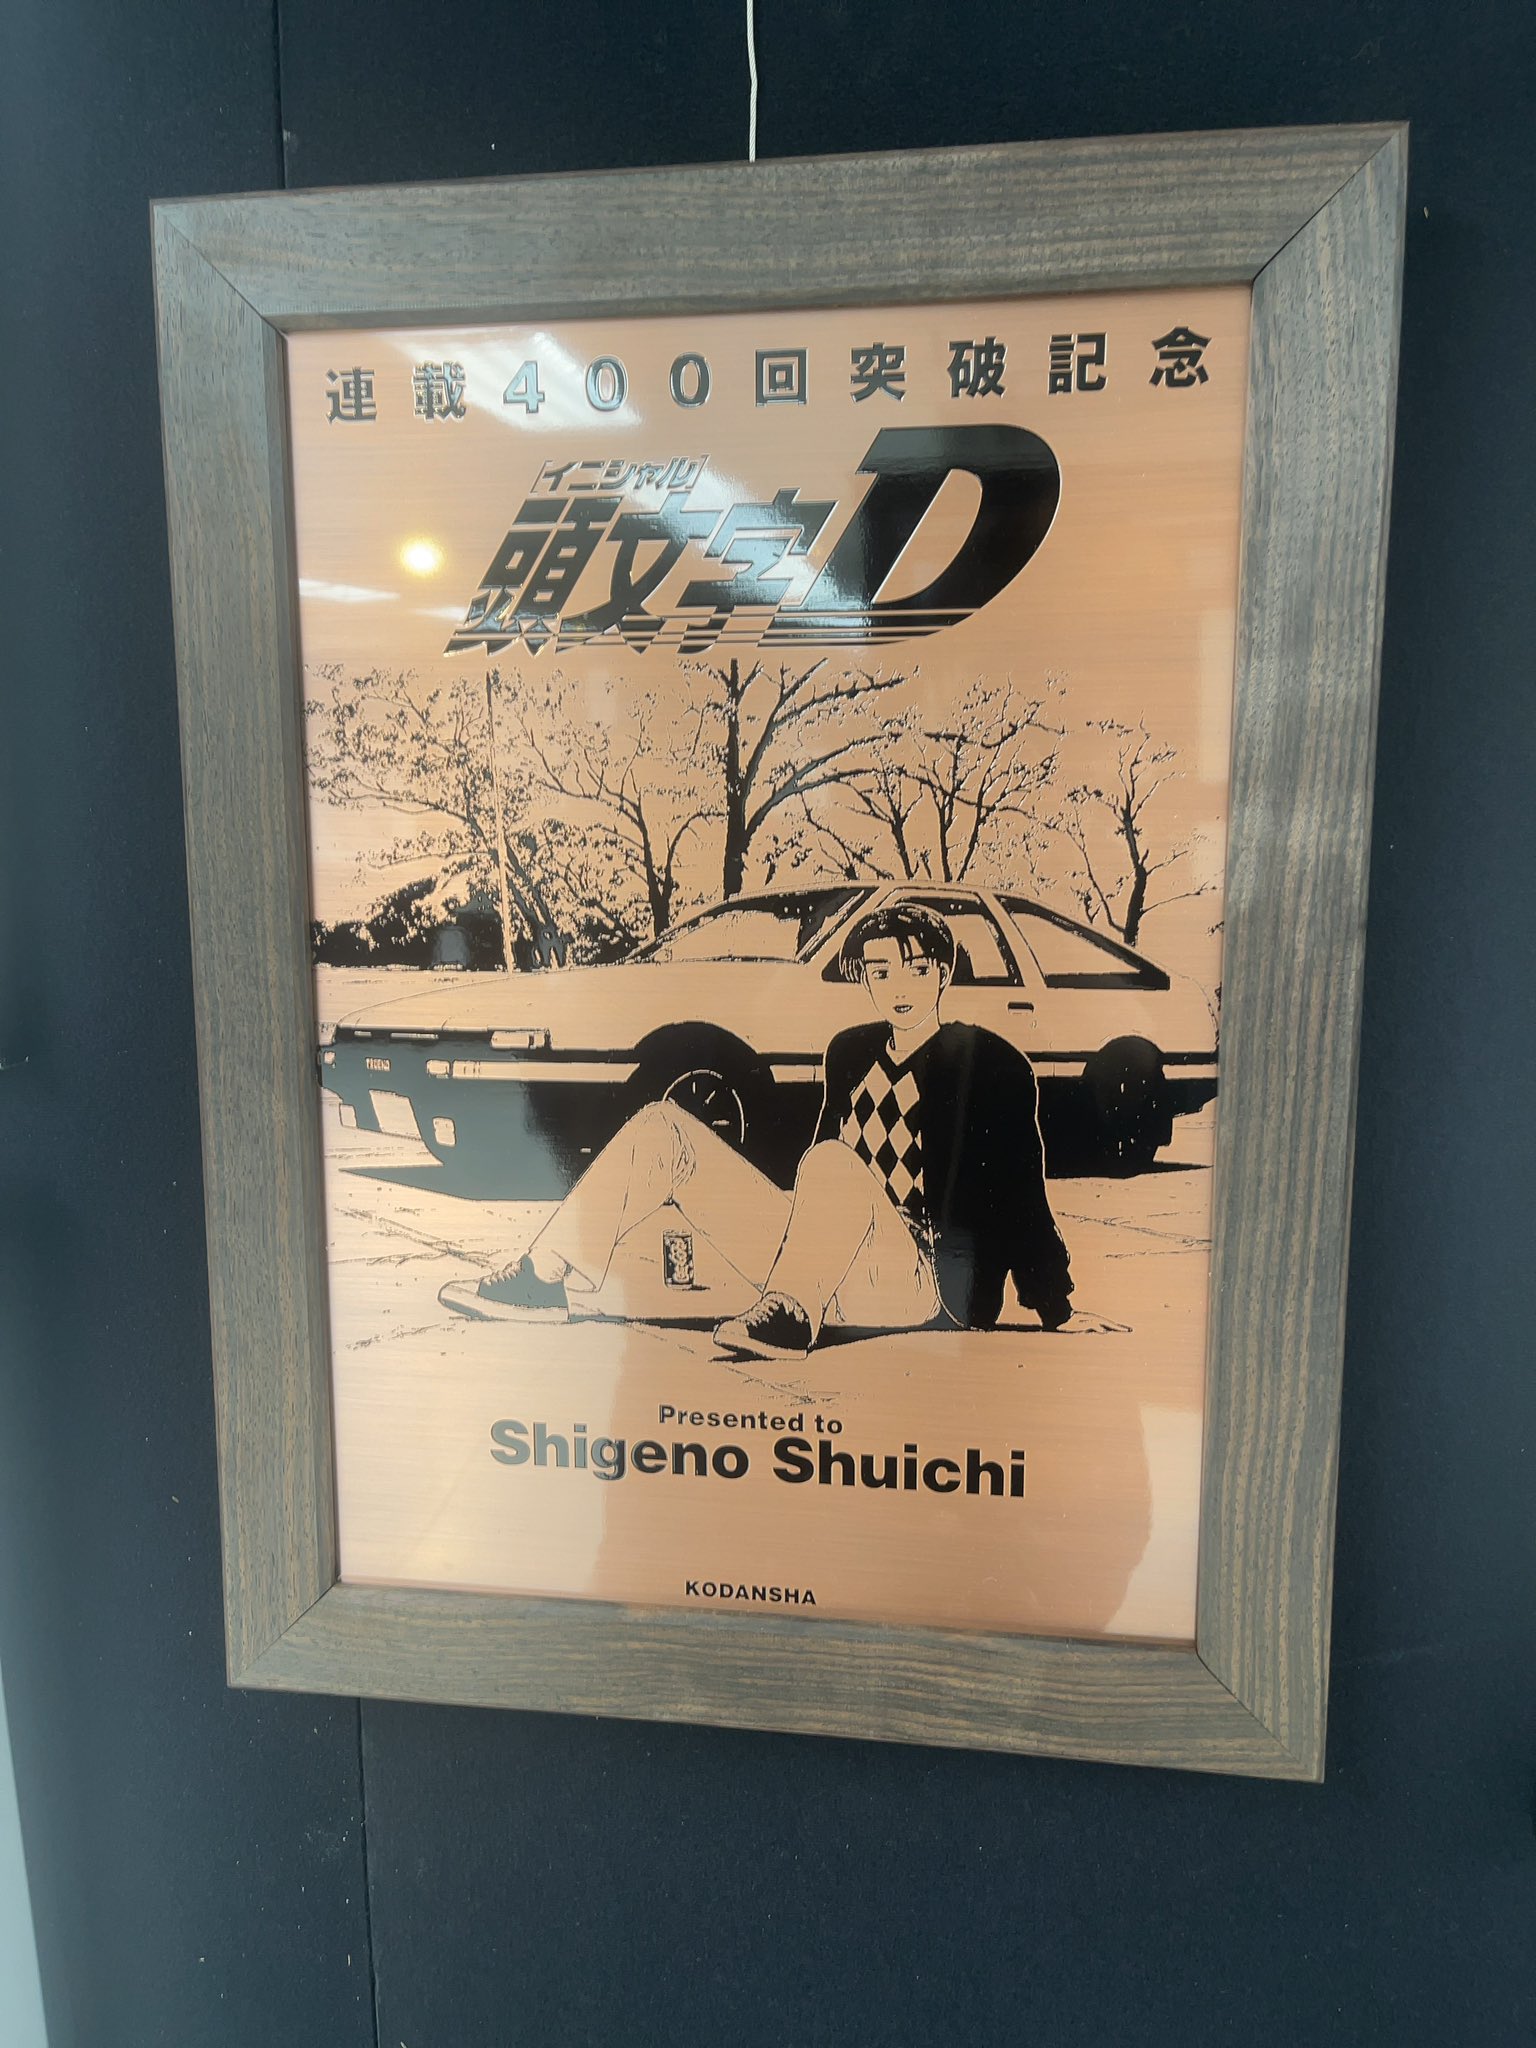 連載400回突破記念
[イニシャル]
頭文字D
Presented to
Shigeno Shuichi
KODANSHA